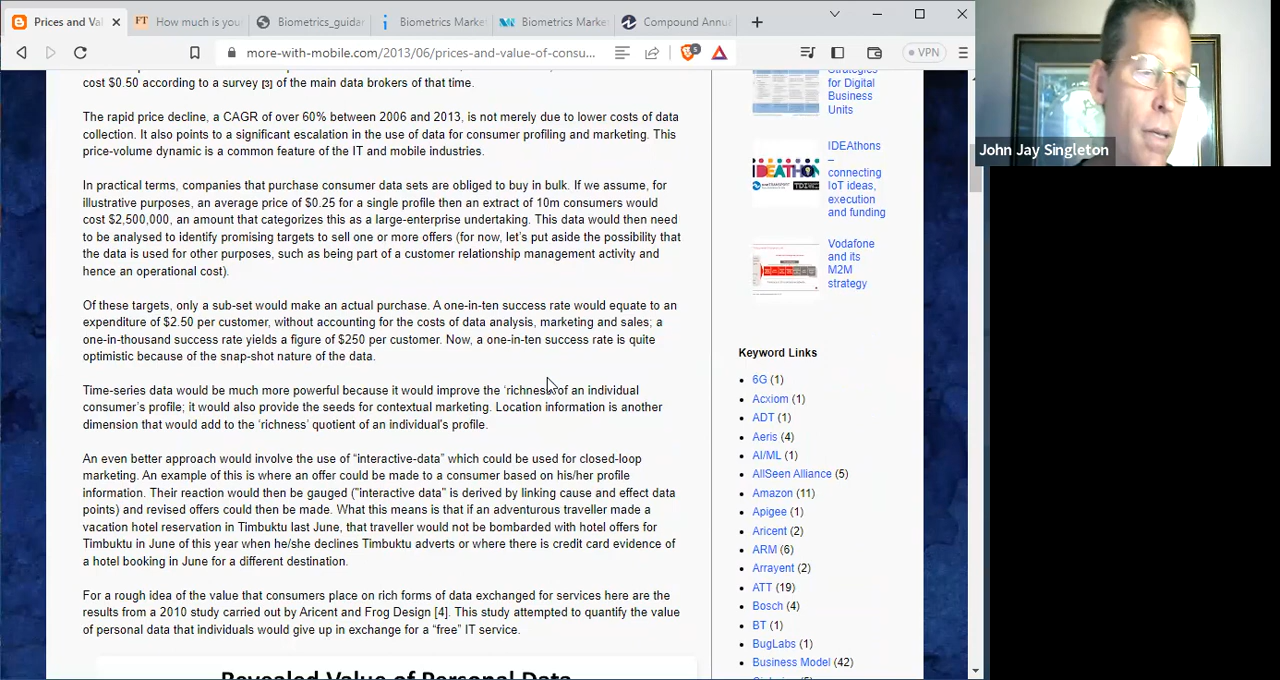 Prices and Va
FT How much is you
Biometrics_guidar
Biometrics Market
Biometrics Marke
Compound Annu
more-with-mobile.com/2013/06/prices-and-value-of-consu...
5
VPN
cost $0.50 according to a survey [3] of the main data brokers of that time.
The rapid price decline, a CAGR of over 60% between 2006 and 2013, is not merely due to lower costs of data
collection. It also points to a significant escalation in the use of data for consumer profiling and marketing. This
price-volume dynamic is a common feature of the IT and mobile industries.
In practical terms, companies that purchase consumer data sets are obliged to buy in bulk. If we assume, for
illustrative purposes, an average price of $0.25 for a single profile then an extract of 10m consumers would
cost $2,500,000, an amount that categorizes this as a large-enterprise undertaking. This data would then need
to be analysed to identify promising targets to sell one or more offers (for now, let's put aside the possibility that
the data is used for other purposes, such as being part of a customer relationship management activity and
hence an operational cost).
Of these targets, only a sub-set would make an actual purchase. A one-in-ten success rate would equate to an
expenditure of $2.50 per customer, without accounting for the costs of data analysis, marketing and sales; a
one-in-thousand success rate yields a figure of $250 per customer. Now, a one-in-ten success rate is quite
optimistic because of the snap-shot nature of the data.
Time-series data would be much more powerful because it would improve the ‘richness’ of an individual
consumer’s profile; it would also provide the seeds for contextual marketing. Location information is another
dimension that would add to the ‘richness’ quotient of an individual's profile.
An even better approach would involve the use of “interactive-data” which could be used for closed-loop
marketing. An example of this is where an offer could be made to a consumer based on his/her profile
information. Their reaction would then be gauged ("interactive data" is derived by linking cause and effect data
points) and revised offers could then be made. What this means is that if an adventurous traveller made a
vacation hotel reservation in Timbuktu last June, that traveller would not be bombarded with hotel offers for
Timbuktu in June of this year when he/she declines Timbuktu adverts or where there is credit card evidence of
a hotel booking in June for a different destination.
For a rough idea of the value that consumers place on rich forms of data exchanged for services here are the
results from a 2010 study carried out by Aricent and Frog Design [4]. This study attempted to quantify the value
of personal data that individuals would give up in exchange for a “free” IT service.
Revealed Value of Personal Data
Strategies
for Digital
Business
Units
IDEATHON
IDEAthons
–
connecting
IoT ideas,
execution
and funding
Vodafone
and its
M2M
strategy
Keyword Links
6G (1)
Acxiom (1)
ADT (1)
Aeris (4)
AI/ML (1)
AllSeen Alliance (5)
Amazon (11)
Apigee (1)
Aricent (2)
ARM (6)
Arrayent (2)
ATT (19)
Bosch (4)
BT (1)
BugLabs (1)
Business Model (42)
John Jay Singleton